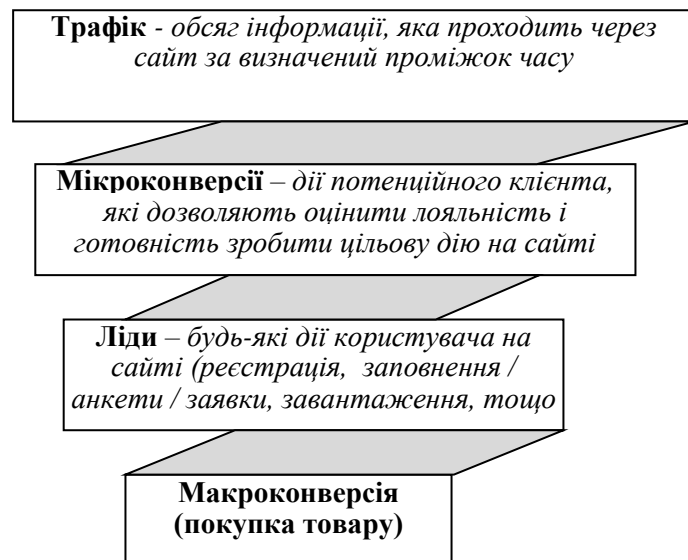 Трафік - обсяг інформації, яка проходить через
сайт за визначений проміжок часу
Мікроконверсії – дії потенційного клієнта,
які дозволяють оцінити лояльність і
готовність зробити цільову дію на сайті
Ліди – будь-які дії користувача на
сайті (реєстрація, заповнення /
анкети / заявки, завантаження, тощо
Макроконверсія
(покупка товару)